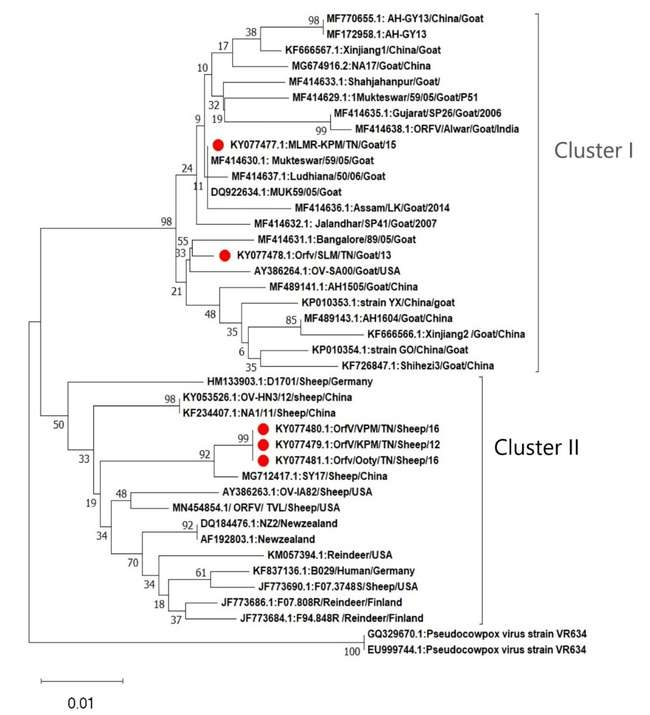 MF770655.1: AH-GY13/China/Goat
98
MF172958.1:AH-GY13
38
KF666567.1:Xinjiang1/China/Goat
17
MG674916.2:NA17/Goat/China
10
MF414633.1:Shahjahanpur/Goat/
MF414629.1:1Mukteswar/59/05/Goat/P51
32
MF414635.1:Gujarat/SP26/Goat/2006
19
99
MF414638.1:ORFV/Alwar/Goat/India
9
KY077477.1:MLMR-KPM/TN/Goat/15
Cluster I
MF414630.1: Mukteswar/59/05/Goat
24
MF414637.1:Ludhiana/50/06/Goat
11
DQ922634.1:MUK59/05/Goat
MF414636.1:Assam/LK/Goat/2014
98
MF414632.1: Jalandhar/SP41/Goat/2007
55
MF414631.1:Bangalore/89/05/Goat
33
KY077478.1:Orfv/SLM/TN/Goat/13
AY386264.1:OV-SA00/Goat/USA
21
MF489141.1:AH1505/Goat/China
48
KP010353.1:strain YX/China/goat
85
MF489143.1:AH1604/Goat/China
35
KF666566.1:Xinjiang2 /Goat/China
6
KP010354.1:strain GO/China/Goat
35
KF726847.1:Shihezi3/Goat/China
HM133903.1:D1701/Sheep/Germany
98
KY053526.1:OV-HN3/12/sheep/China
50
KF234407.1:NA1/11/Sheep/China
KY077480.1:OrfV/VPM/TN/Sheep/16
99
KY077479.1:OrfV/KPM/TN/Sheep/12
33
92
KY077481.1:Orfv/Ooty/TN/Sheep/16
Cluster II
MG712417.1:SY17/Sheep/China
19
48
AY386263.1:OV-IA82/Sheep/USA
MN454854.1/ ORFV/ TVL/Sheep/USA
34
92
DQ184476.1:NZ2/Newzealand
AF192803.1:Newzealand
70
KM057394.1:Reindeer/USA
34
61
KF837136.1:B029/Human/Germany
JF773690.1:F07.3748S/Sheep/USA
18
JF773686.1:F07.808R/Reindeer/Finland
37
JF773684.1:F94.848R /Reindeer/Finland
GQ329670.1:Pseudocowpox virus strain VR634
100
EU999744.1:Pseudocowpox virus strain VR634
0.01